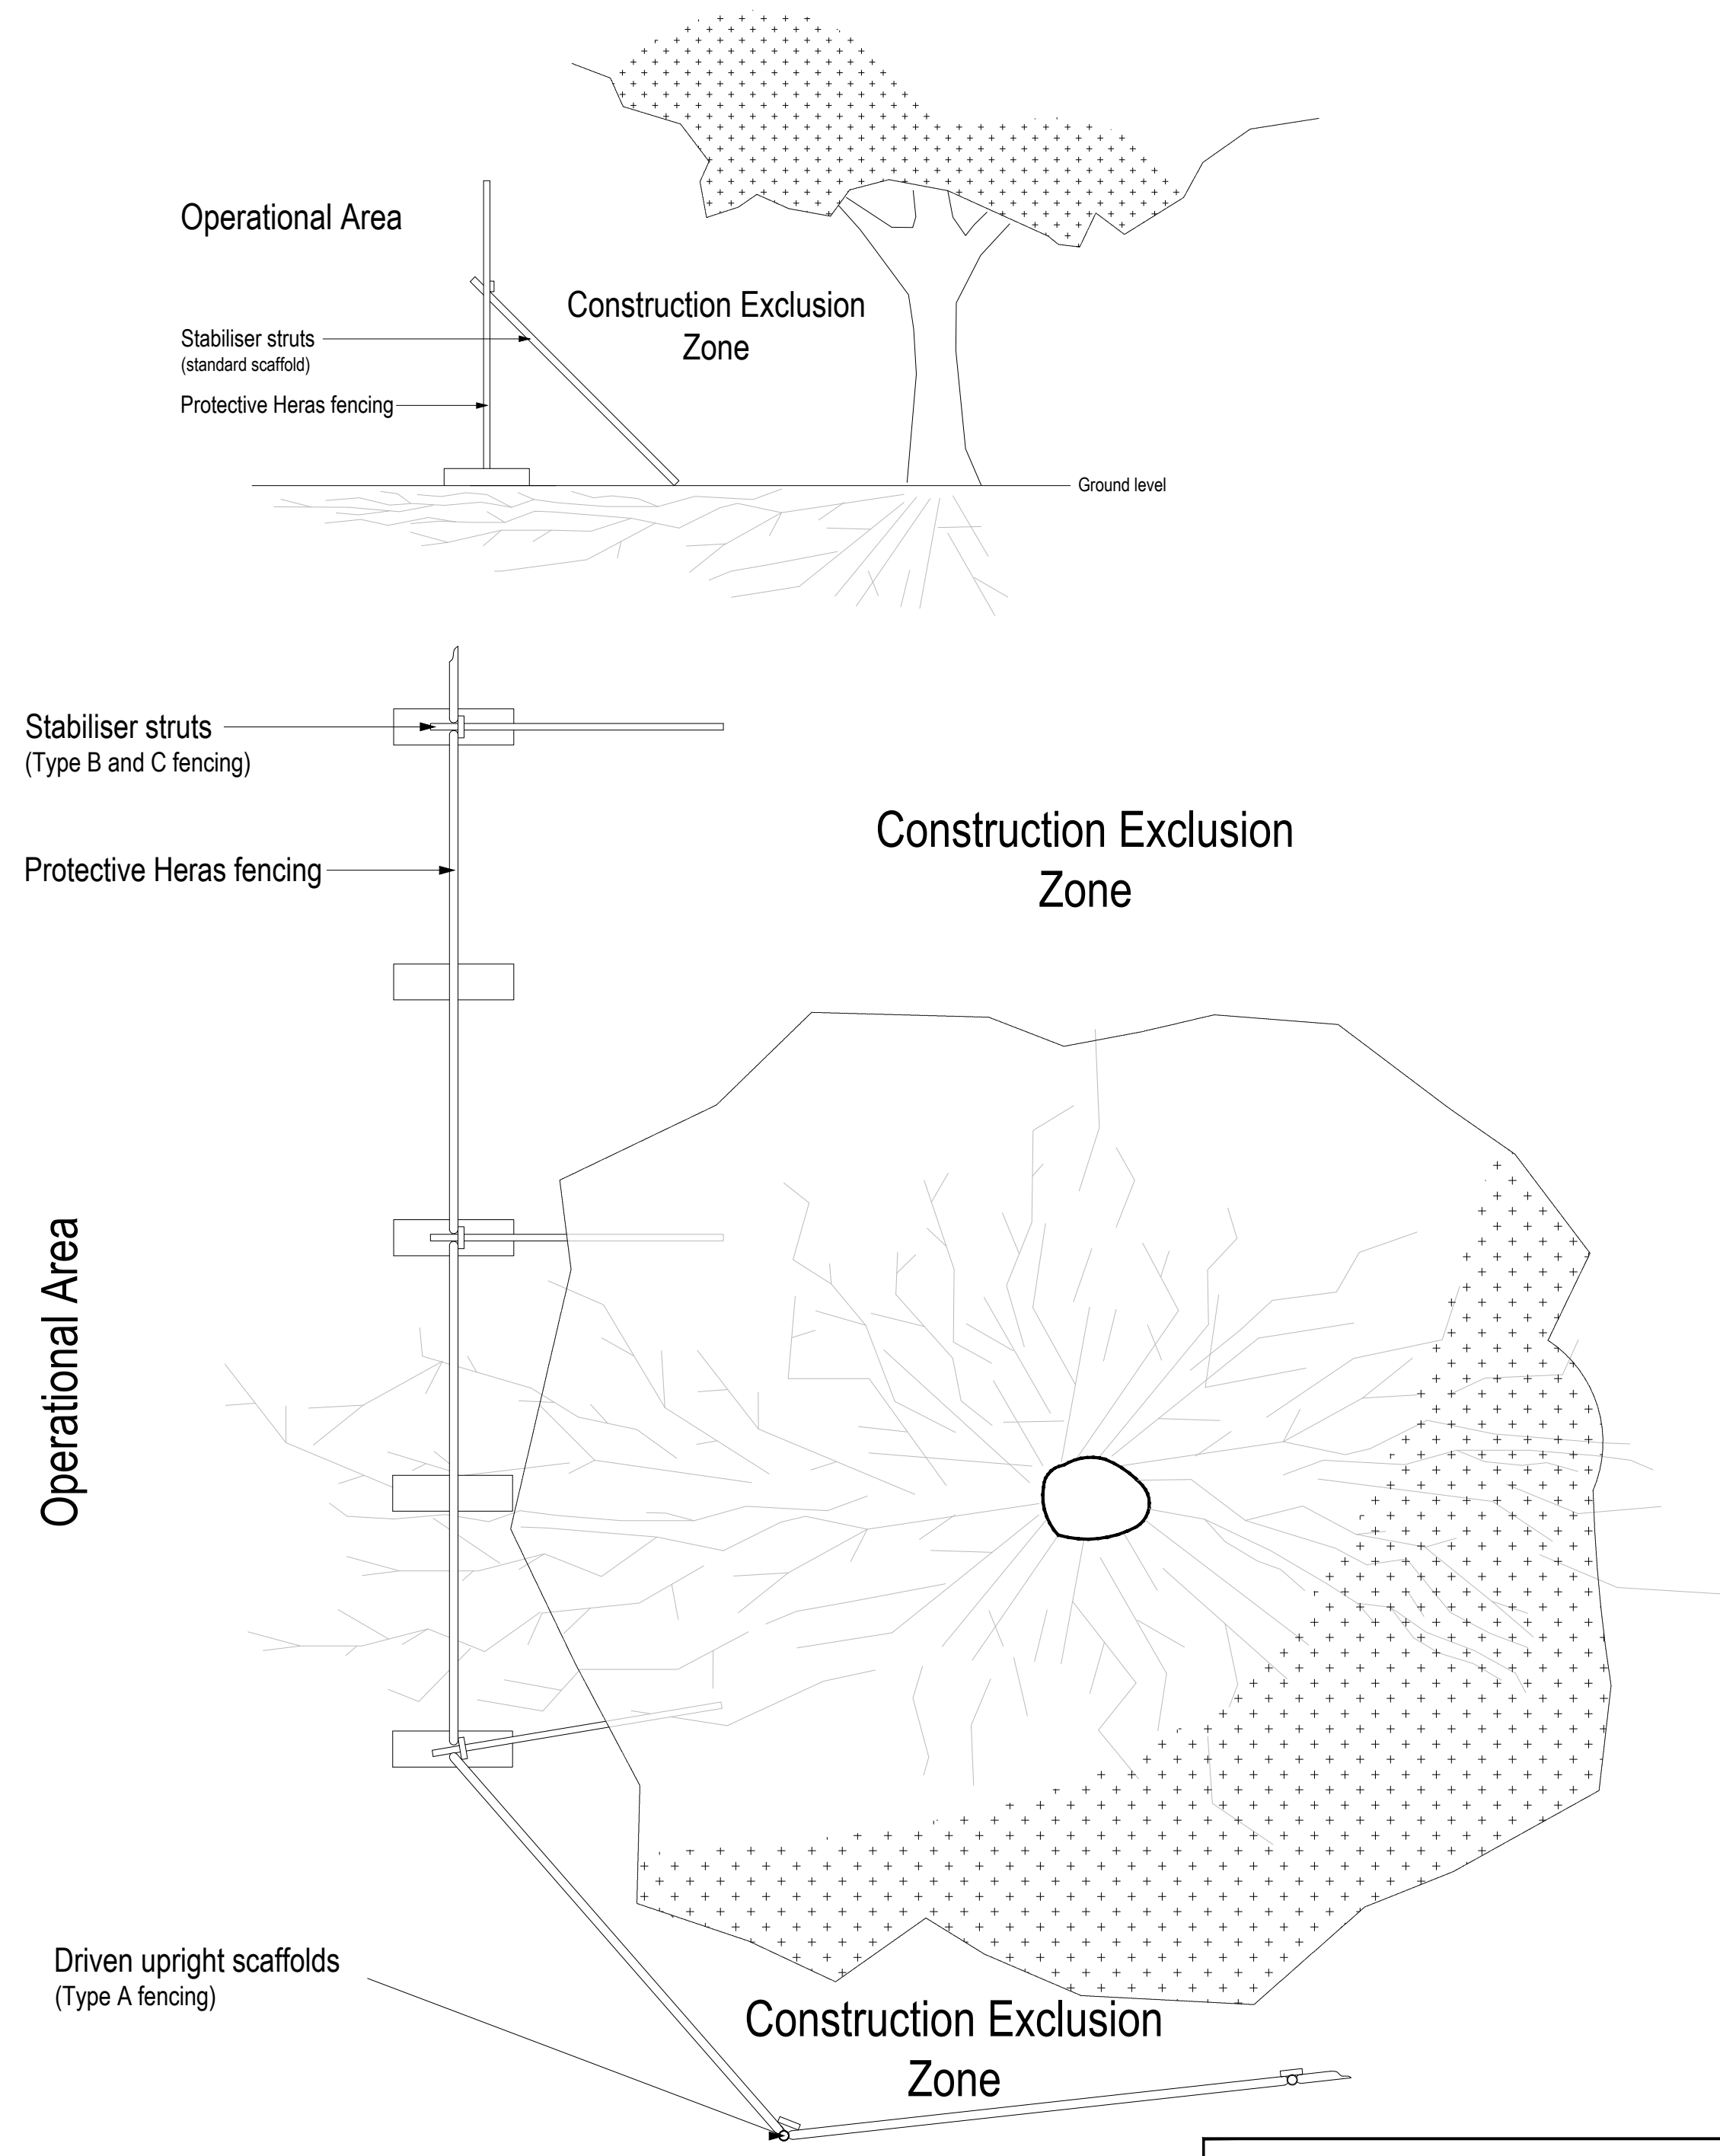 Operational Area
Construction Exclusion
Zone
Stabiliser struts
(standard scaffold)
Protective Heras fencing
Ground level
Stabiliser struts
(Type B and C fencing)
Construction Exclusion
Zone
Protective Heras fencing
Operational Area
Driven upright scaffolds
(Type A fencing)
Construction Exclusion
Zone